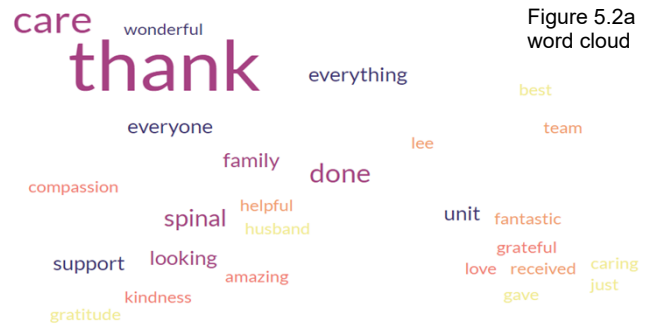 care
wonderful
Figure 5.2a
word cloud
thank
everything
best
everyone
team
lee
family
done
compassion
helpful
spinal
unit
fantastic
husband
grateful
support
looking
love
received
caring
amazing
just
kindness
gave
gratitude